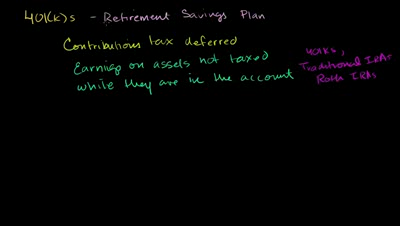 401(k)s - Retirement Savings Plan
Contributions tax deferred
Earnings on assets not taxed
while they are in the account
401Ks,
Traditional IRAs
Roth IRAs